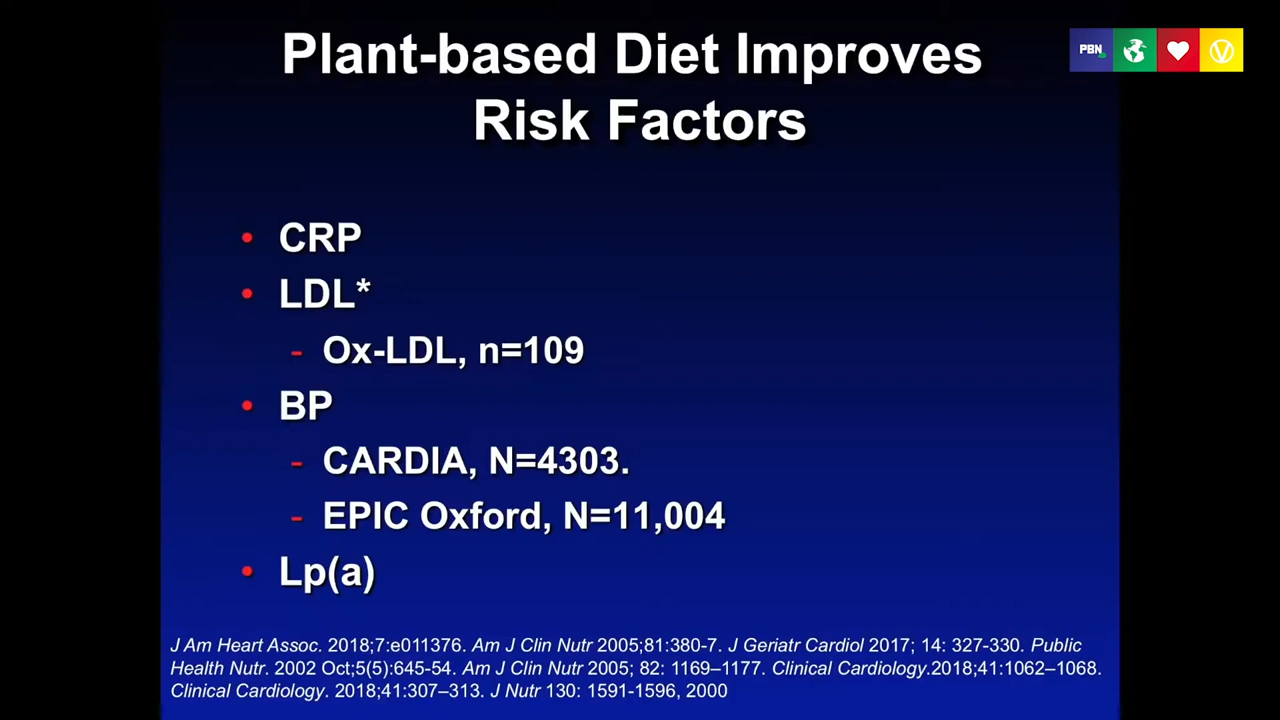 Plant-based Diet Improves
Risk Factors
PBN
V
• CRP
• LDL*
- Ox-LDL, n=109
• BP
- CARDIA, N=4303.
- EPIC Oxford, N=11,004
• Lp(a)
J Am Heart Assoc. 2018;7:e011376. Am J Clin Nutr 2005;81:380-7. J Geriatr Cardiol 2017; 14: 327-330. Public
Health Nutr. 2002 Oct;5(5):645-54. Am J Clin Nutr 2005; 82: 1169–1177. Clinical Cardiology.2018;41:1062–1068.
Clinical Cardiology. 2018;41:307–313. J Nutr 130: 1591-1596, 2000